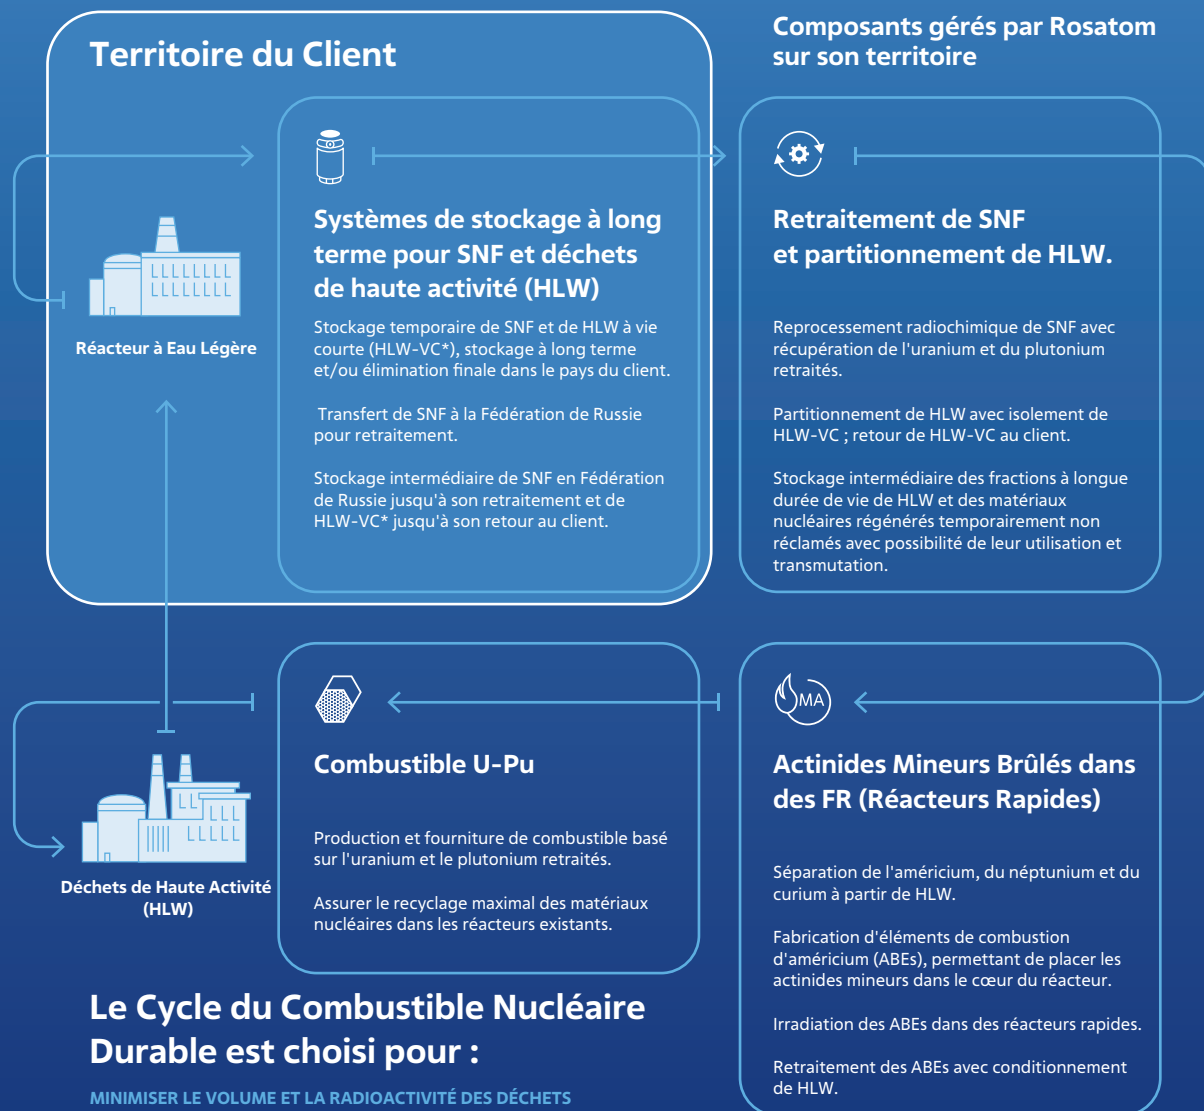 Territoire du Client
Composants gérés par Rosatom
sur son territoire
Réacteur à Eau Légère
Systèmes de stockage à long
terme pour SNF et déchets
de haute activité (HLW)
Stockage temporaire de SNF et de HLW à vie
courte (HLW-VC*), stockage à long terme
et/ou élimination finale dans le pays du client.
Transfert de SNF à la Fédération de Russie
pour retraitement.
Stockage intermédiaire de SNF en Fédération
de Russie jusqu'à son retraitement et de
HLW-VC* jusqu'à son retour au client.
Retraitement de SNF
et partitionnement de HLW.
Reprocessement radiochimique de SNF avec
récupération de l'uranium et du plutonium
retraités.
Partitionnement de HLW avec isolement de
HLW-VC ; retour de HLW-VC au client.
Stockage intermédiaire des fractions à longue
durée de vie de HLW et des matériaux
nucléaires régénérés temporairement non
réclamés avec possibilité de leur utilisation et
transmutation.
Déchets de Haute Activité
(HLW)
Combustible U-Pu
Production et fourniture de combustible basé
sur l'uranium et le plutonium retraités.
Assurer le recyclage maximal des matériaux
nucléaires dans les réacteurs existants.
MA
Actinides Mineurs Brûlés dans
des FR (Réacteurs Rapides)
Séparation de l'américium, du néptunium et du
curium à partir de HLW.
Fabrication d'éléments de combustion
d'américium (ABEs), permettant de placer les
actinides mineurs dans le cœur du réacteur.
Irradiation des ABEs dans des réacteurs rapides.
Retraitement des ABEs avec conditionnement
de HLW.
Le Cycle du Combustible Nucléaire
Durable est choisi pour :
MINIMISER LE VOLUME ET LA RADIOACTIVITÉ DES DÉCHETS